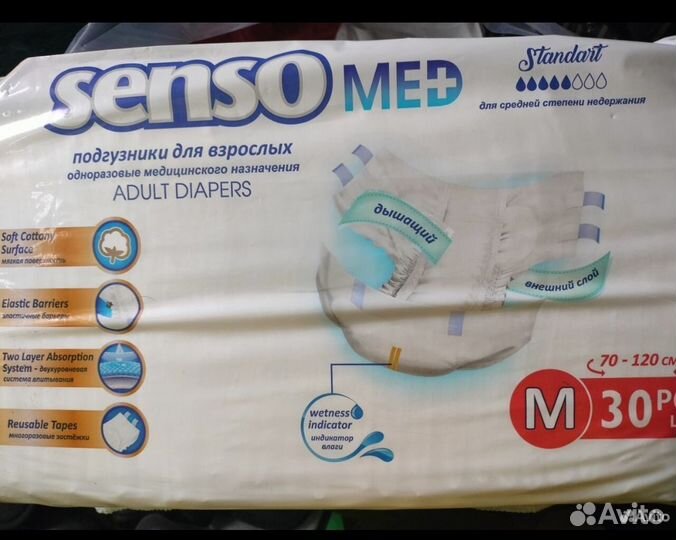 senso MED
Standart
для средней степени недержания
подгузники для взрослых
одноразовые медицинского назначения
ADULT DIAPERS
дышащий
внешний слой
Soft Cottony
Surface
мягкая поверхность
Elastic Barriers
эластичные барьеры
Two Layer Absorption
System - двухуровневая
система впитывания
Reusable Tapes
многоразовые застёжки
wetness
indicator
индикатор
влаги
70 - 120 см
M 30
Avito
Avito